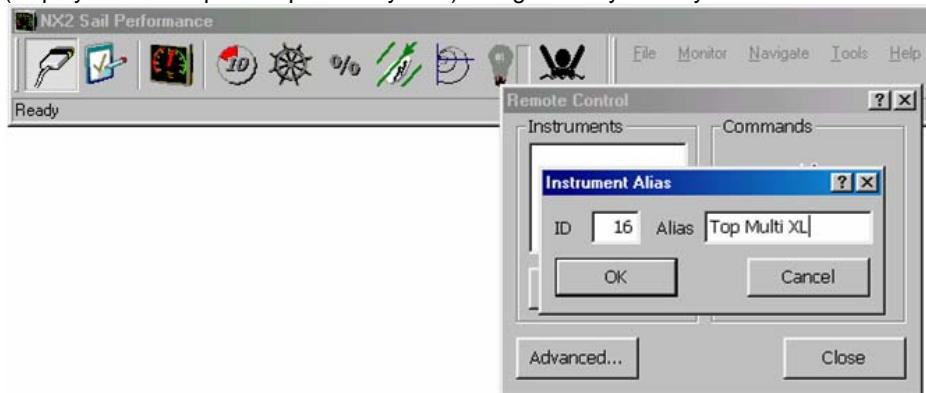 NX2 Sail Performance
10 % N
File Monitor Navigate Tools Help
Ready
Remote Control ? X
Instruments Commands
Instrument Alias ? X
ID 16 Alias Top Multi XL
OK Cancel
Advanced... Close